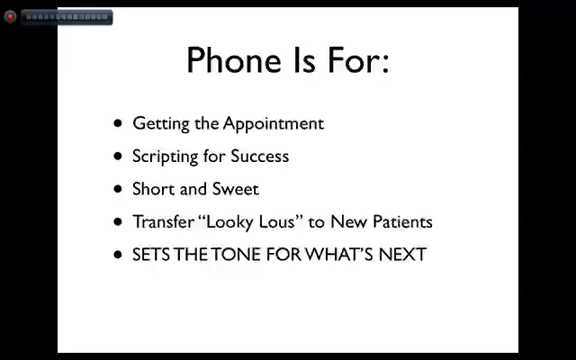 Phone Is For:
• Getting the Appointment
• Scripting for Success
• Short and Sweet
• Transfer “Looky Lous” to New Patients
• SETS THE TONE FOR WHAT’S NEXT